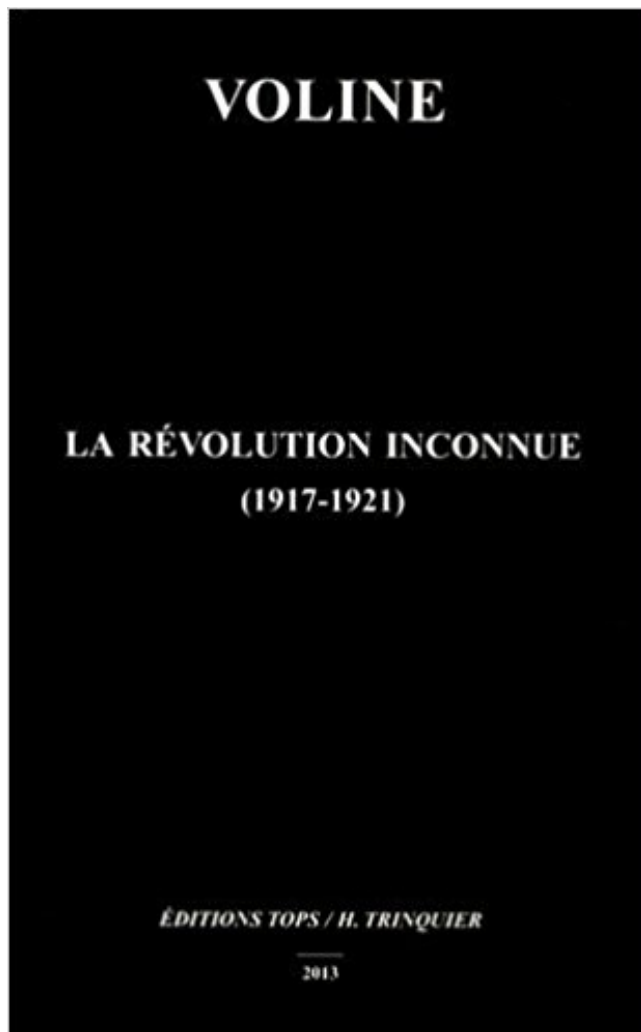 VOLINE
LA RÉVOLUTION INCONNUE
(1917-1921)
ÉDITIONS TOPS / H. TRINQUIER
2013